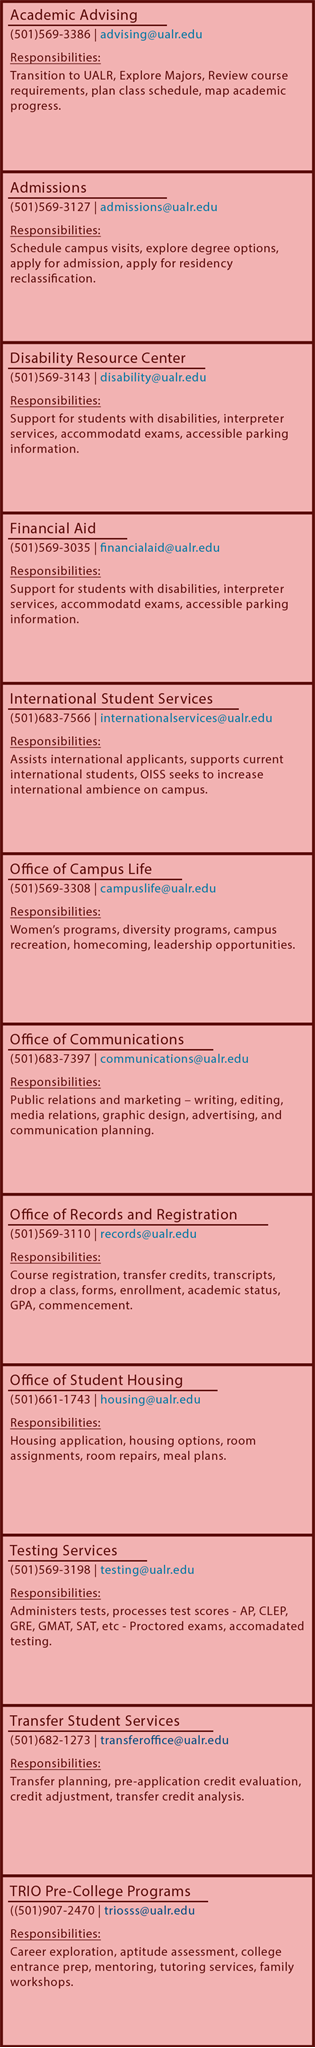 Academic Advising
(501)569-3386 | advising@ualr.edu
Responsibilities:
Transition to UALR, Explore Majors, Review course
requirements, plan class schedule, map academic
progress.
Admissions
(501)569-3127 | admissions@ualr.edu
Responsibilities:
Schedule campus visits, explore degree options,
apply for admission, apply for residency
reclassification.
Disability Resource Center
(501)569-3143 | disability@ualr.edu
Responsibilities:
Support for students with disabilities, interpreter
services, accommodatd exams, accessible parking
information.
Financial Aid
(501)569-3035 | financialaid@ualr.edu
Responsibilities:
Support for students with disabilities, interpreter
services, accommodatd exams, accessible parking
information.
International Student Services
(501)683-7566 | internationalservices@ualr.edu
Responsibilities:
Assists international applicants, supports current
international students, OISS seeks to increase
international ambience on campus.
Office of Campus Life
(501)569-3308 | campuslife@ualr.edu
Responsibilities:
Women's programs, diversity programs, campus
recreation, homecoming, leadership opportunities.
Office of Communications
(501)683-7397 | communications@ualr.edu
Responsibilities:
Public relations and marketing – writing, editing,
media relations, graphic design, advertising, and
communication planning.
Office of Records and Registration
(501)569-3110 | records@ualr.edu
Responsibilities:
Course registration, transfer credits, transcripts,
drop a class, forms, enrollment, academic status,
GPA, commencement.
Office of Student Housing
(501)661-1743 | housing@ualr.edu
Responsibilities:
Housing application, housing options, room
assignments, room repairs, meal plans.
Testing Services
(501)569-3198 | testing@ualr.edu
Responsibilities:
Administers tests, processes test scores - AP, CLEP,
GRE, GMAT, SAT, etc - Proctored exams, accomadated
testing.
Transfer Student Services
(501)682-1273 | transferoffice@ualr.edu
Responsibilities:
Transfer planning, pre-application credit evaluation,
credit adjustment, transfer credit analysis.
TRIO Pre-College Programs
((501)907-2470 | triosss@ualr.edu
Responsibilities:
Career exploration, aptitude assessment, college
entrance prep, mentoring, tutoring services, family
workshops.